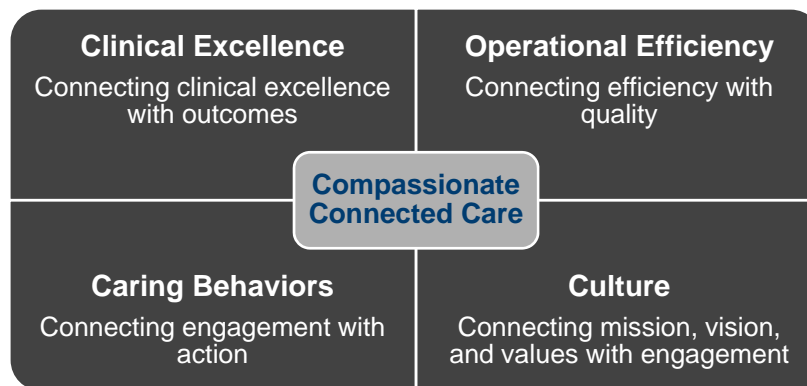 Clinical Excellence
Connecting clinical excellence
with outcomes
Operational Efficiency
Connecting efficiency with
quality
Compassionate
Connected Care
Caring Behaviors
Connecting engagement with
action
Culture
Connecting mission, vision,
and values with engagement